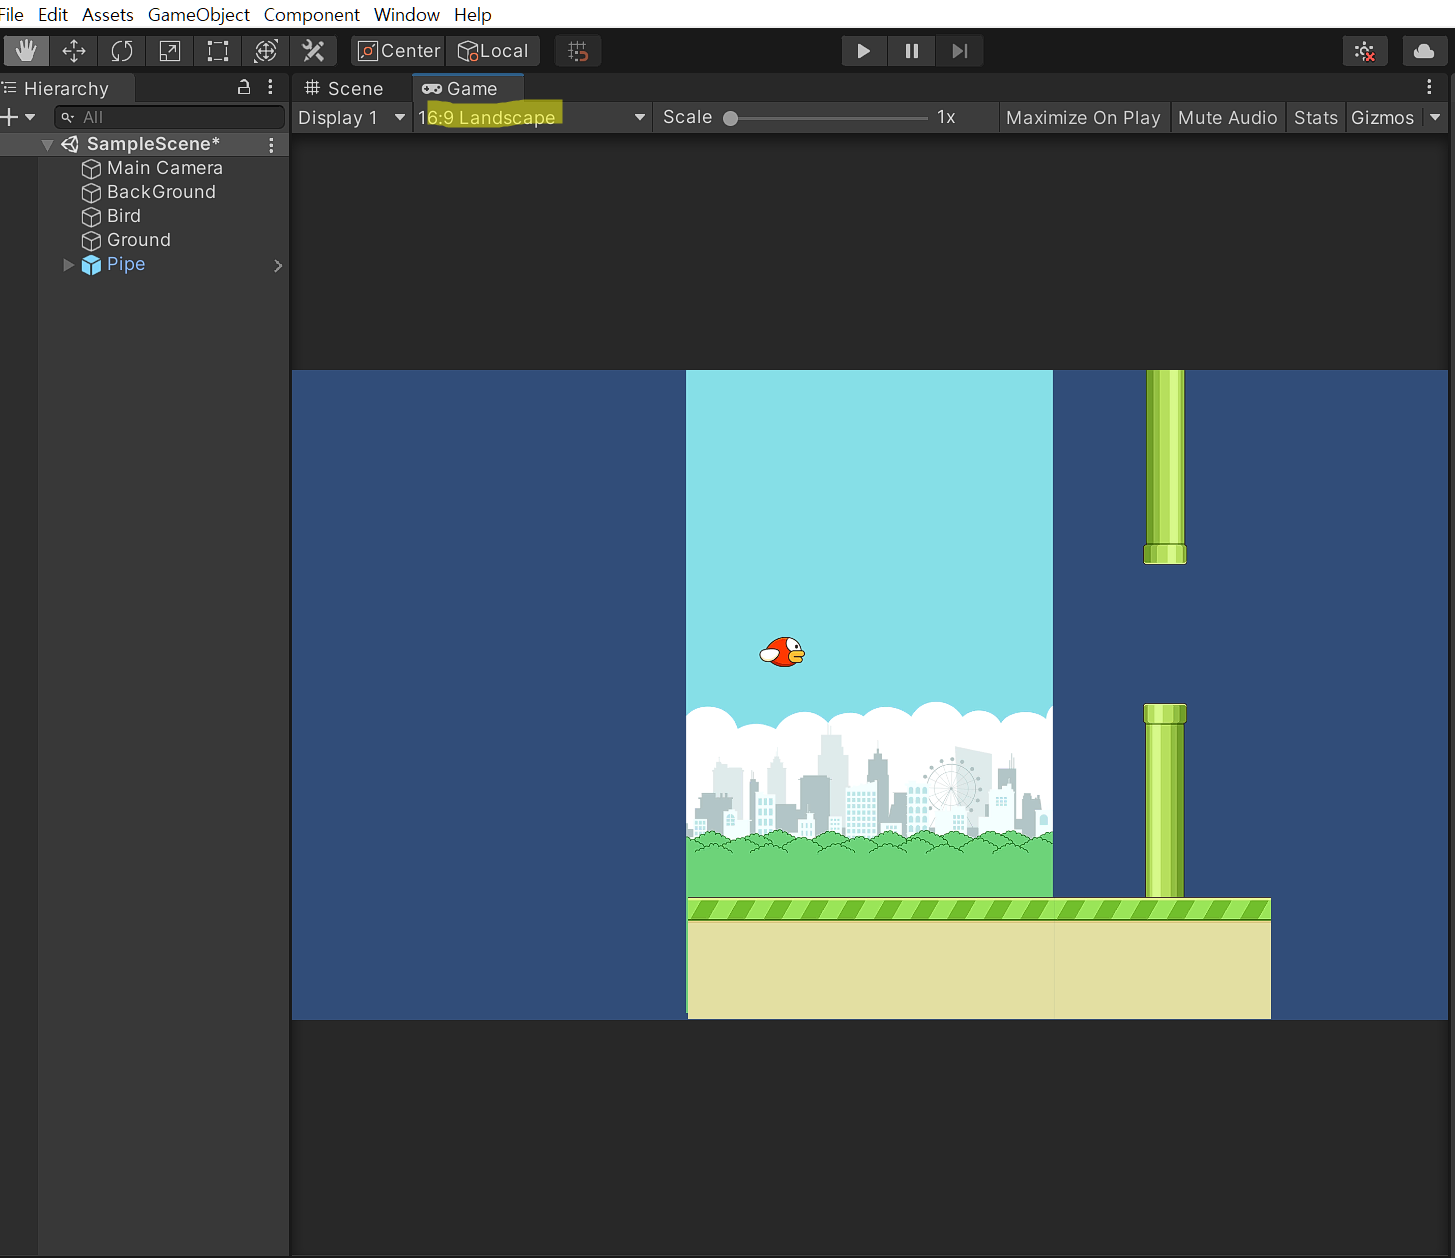 File Edit Assets GameObject Component Window Help
Center Local
Hierarchy
All
SampleScene*
Main Camera
BackGround
Bird
Ground
Pipe
Scene Game
Display 1 16:9 Landscape Scale 1x Maximize On Play Mute Audio Stats Gizmos